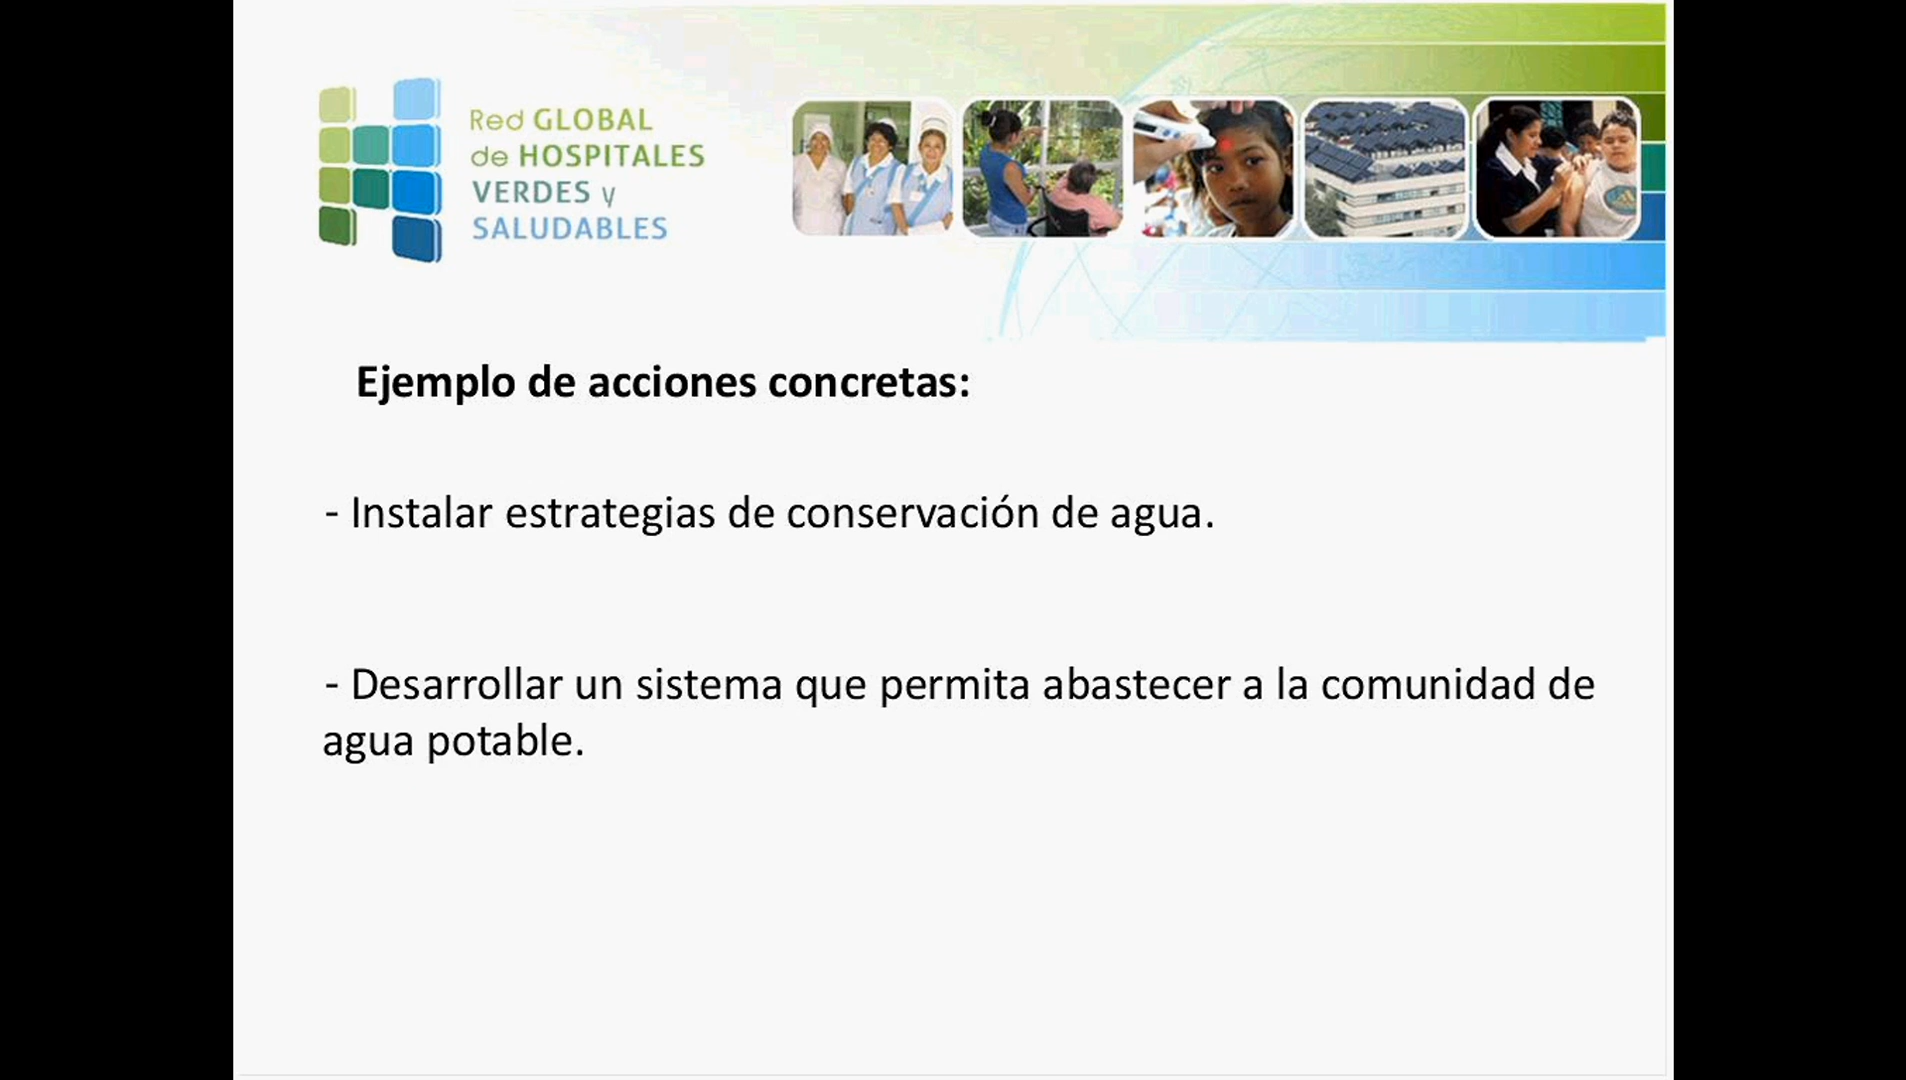 Red GLOBAL
de HOSPITALES
VERDES y
SALUDABLES
Ejemplo de acciones concretas:
- Instalar estrategias de conservación de agua.
- Desarrollar un sistema que permita abastecer a la comunidad de
agua potable.